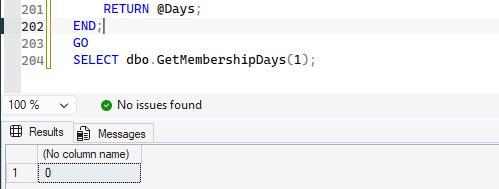 201 RETURN @Days;
202 END;
203 GO
204 SELECT dbo.GetMembershipDays(1);
100 % No issues found
Results Messages
(No column name)
1 0